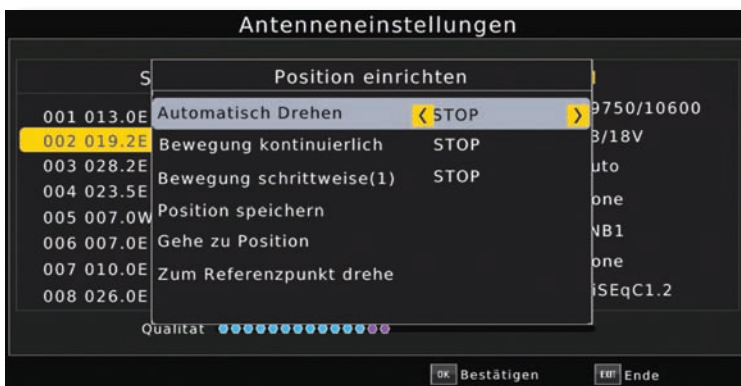 Antenneneinstellungen
S
Position einrichten
001 013.0E
Automatisch Drehen
STOP
9750/10600
002 019.2E
Bewegung kontinuierlich
STOP
3/18V
003 028.2E
Bewegung schrittweise(1)
STOP
uto
004 023.5E
Position speichern
one
005 007.0W
Gehe zu Position
NB1
006 007.0E
Zum Referenzpunkt drehe
one
007 010.0E
iSEqC1.2
008 026.0E
Qualität
OK Bestätigen
EXIT Ende